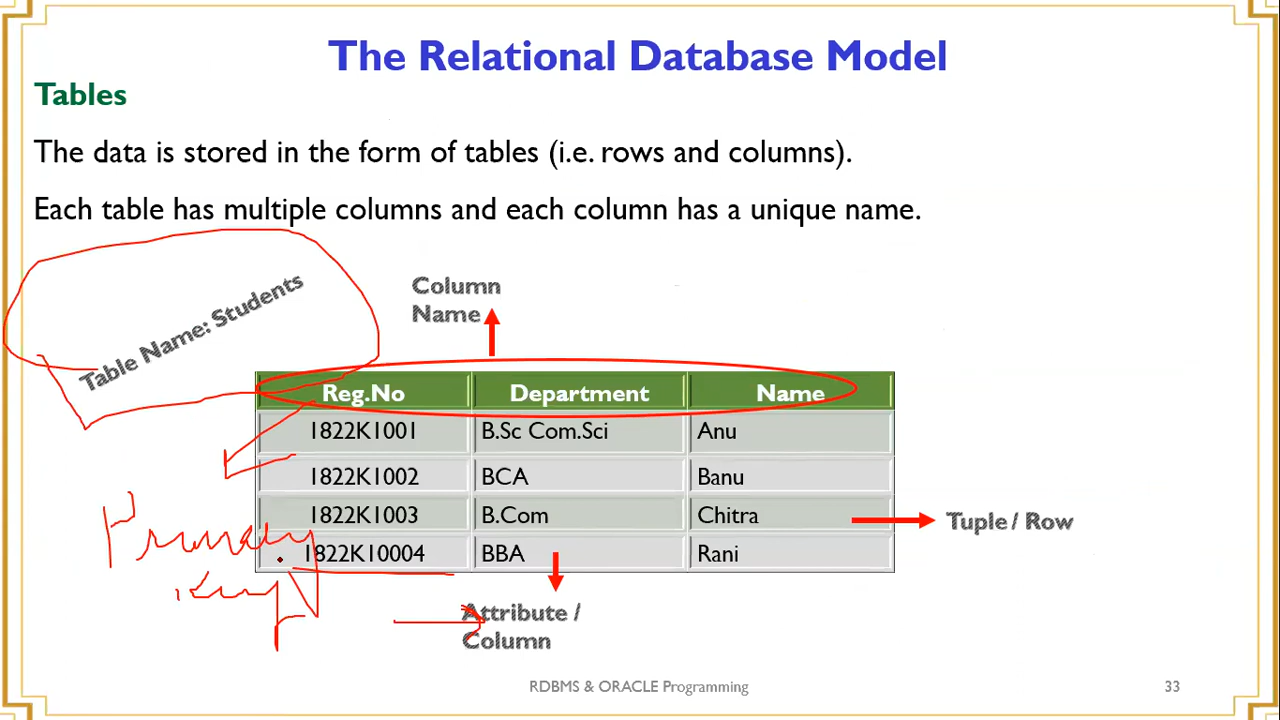 The Relational Database Model
Tables
The data is stored in the form of tables (i.e. rows and columns).
Each table has multiple columns and each column has a unique name.
Table Name: Students
Column
Name
Reg.No Department Name
1822K1001 B.Sc Com.Sci Anu
1822K1002 BCA Banu
1822K1003 B.Com Chitra
Tuple / Row
1822K10004 BBA Rani
Primary
Key
Attribute /
Column
RDBMS & ORACLE Programming
33